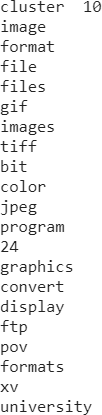 cluster  10
image
format
file
files
gif
images
tiff
bit
color
jpeg
program
24
graphics
convert
display
ftp
pov
formats
xv
university